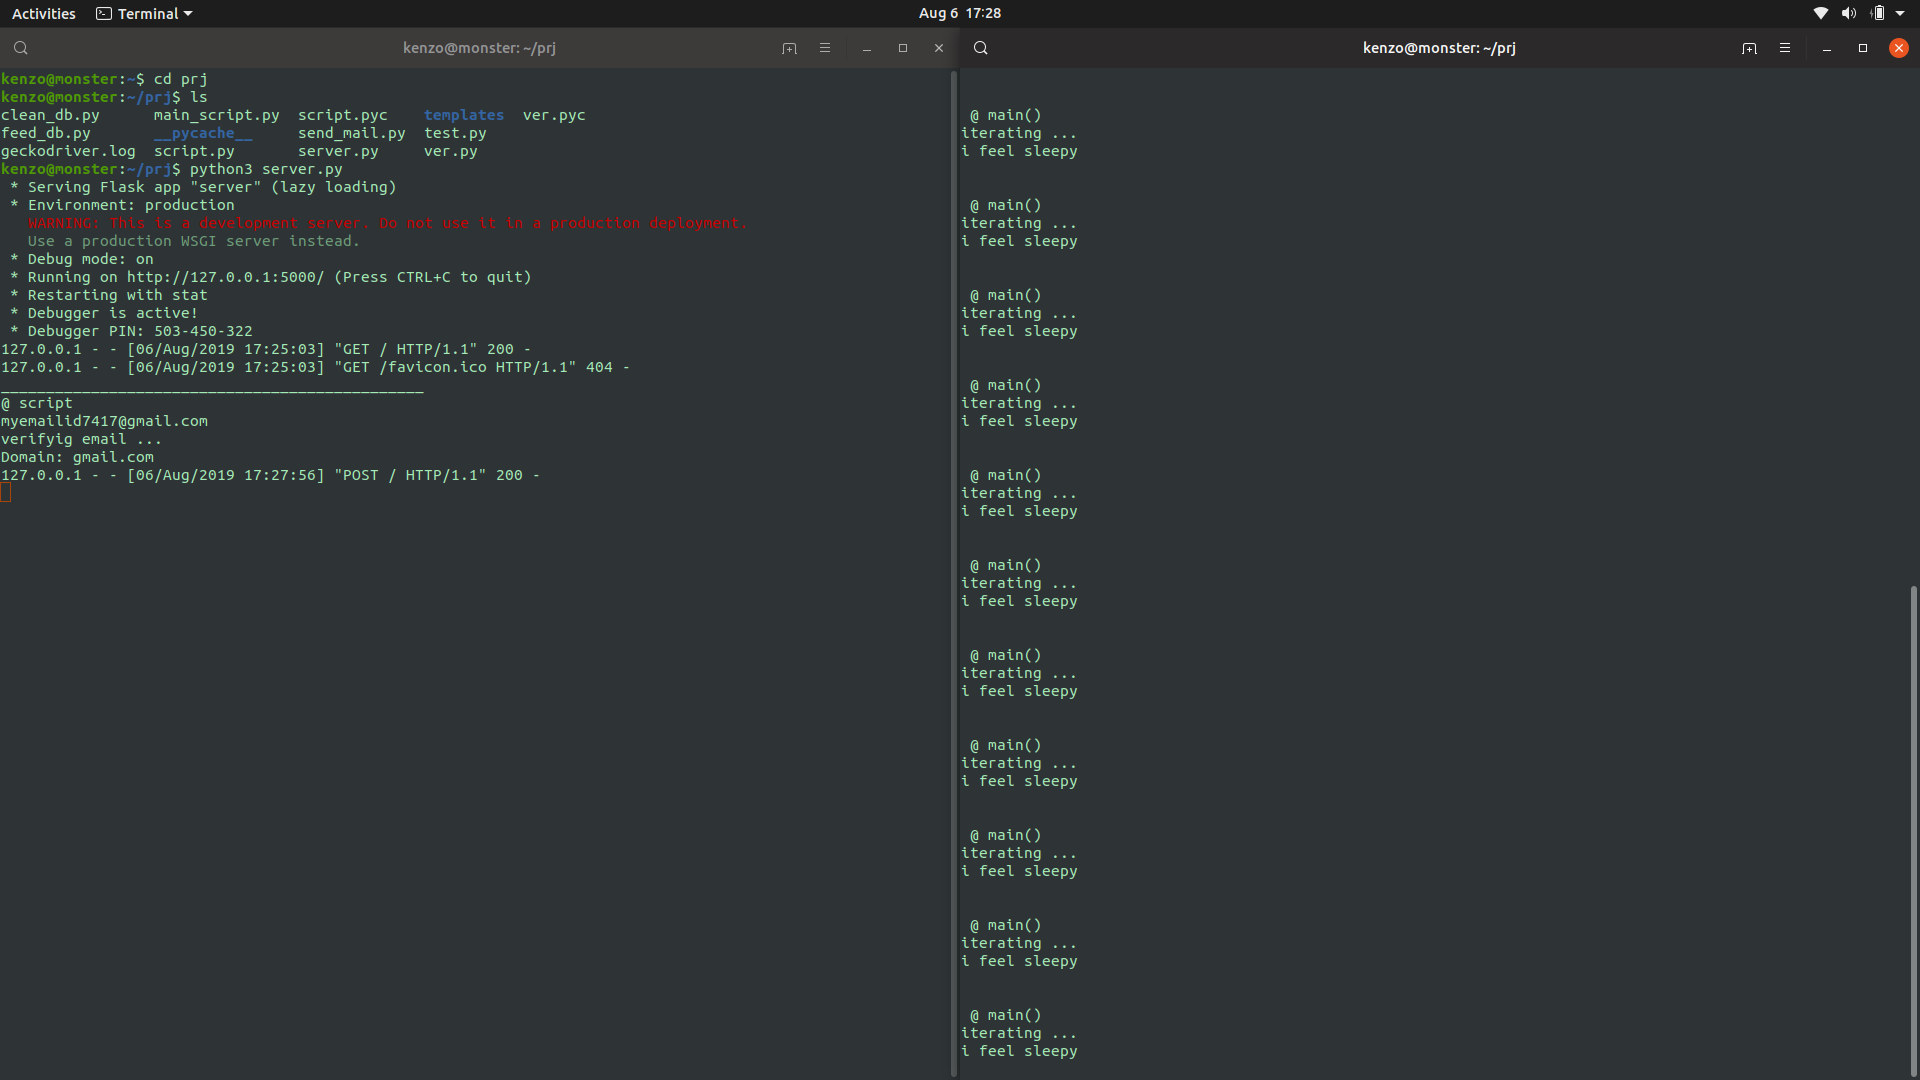 Activities Terminal Aug 6 17:28
kenzo@monster: ~/prj
kenzo@monster:~$ cd prj
kenzo@monster:~/prj$ ls
clean_db.py main_script.py script.pyc templates ver.pyc
feed_db.py __pycache__ send_mail.py test.py
geckodriver.log script.py server.py ver.py
kenzo@monster:~/prj$ python3 server.py
 * Serving Flask app "server" (lazy loading)
 * Environment: production
   WARNING: This is a development server. Do not use it in a production deployment.
   Use a production WSGI server instead.
 * Debug mode: on
 * Running on http://127.0.0.1:5000/ (Press CTRL+C to quit)
 * Restarting with stat
 * Debugger is active!
 * Debugger PIN: 503-450-322
127.0.0.1 - - [06/Aug/2019 17:25:03] "GET / HTTP/1.1" 200 -
127.0.0.1 - - [06/Aug/2019 17:25:03] "GET /favicon.ico HTTP/1.1" 404 -
_______________________________________________
@ script
myemailid7417@gmail.com
verifyig email ...
Domain: gmail.com
127.0.0.1 - - [06/Aug/2019 17:27:56] "POST / HTTP/1.1" 200 -
kenzo@monster: ~/prj
 @ main()
iterating ...
i feel sleepy
 @ main()
iterating ...
i feel sleepy
 @ main()
iterating ...
i feel sleepy
 @ main()
iterating ...
i feel sleepy
 @ main()
iterating ...
i feel sleepy
 @ main()
iterating ...
i feel sleepy
 @ main()
iterating ...
i feel sleepy
 @ main()
iterating ...
i feel sleepy
 @ main()
iterating ...
i feel sleepy
 @ main()
iterating ...
i feel sleepy
 @ main()
iterating ...
i feel sleepy